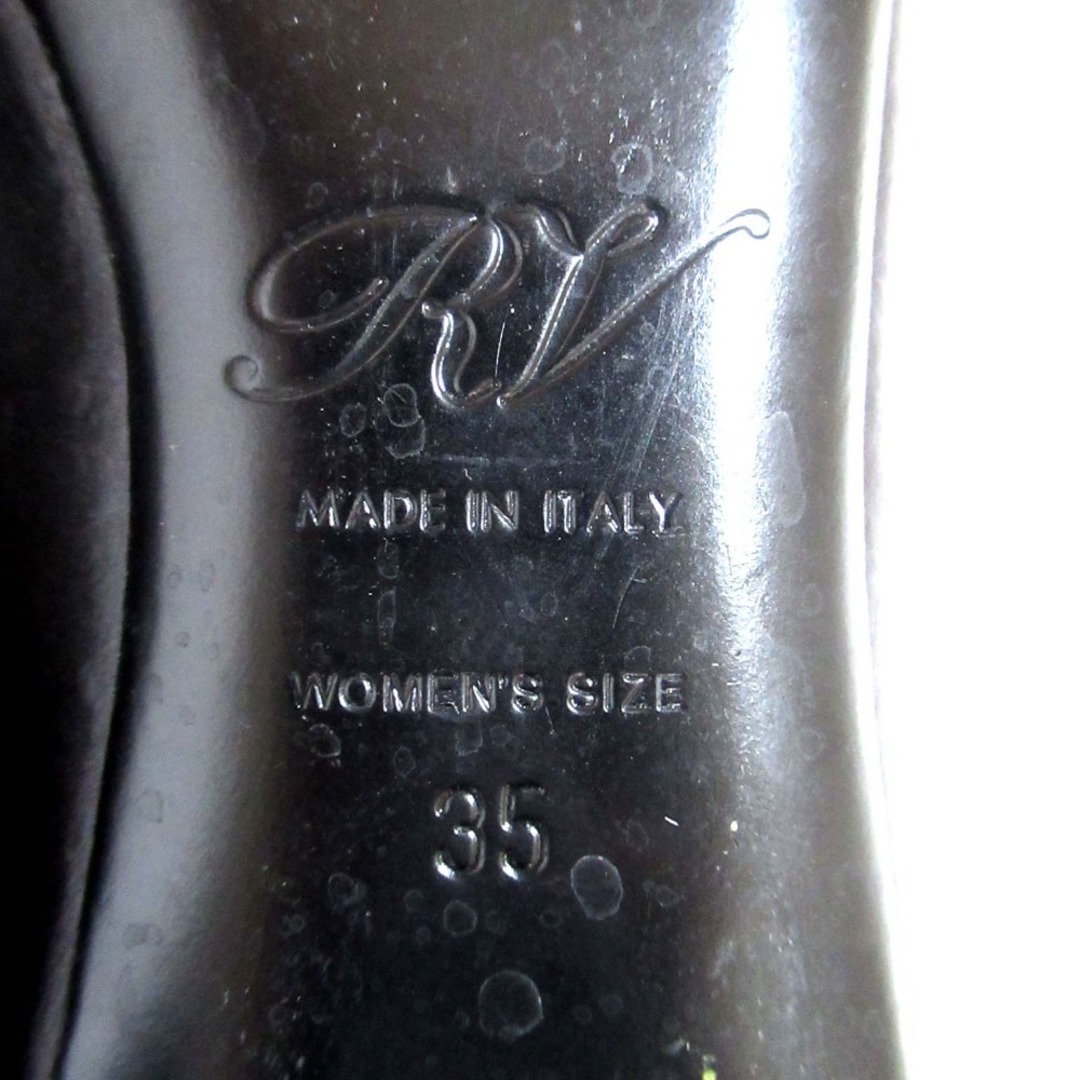 RV
MADE IN ITALY
WOMEN'S SIZE
35